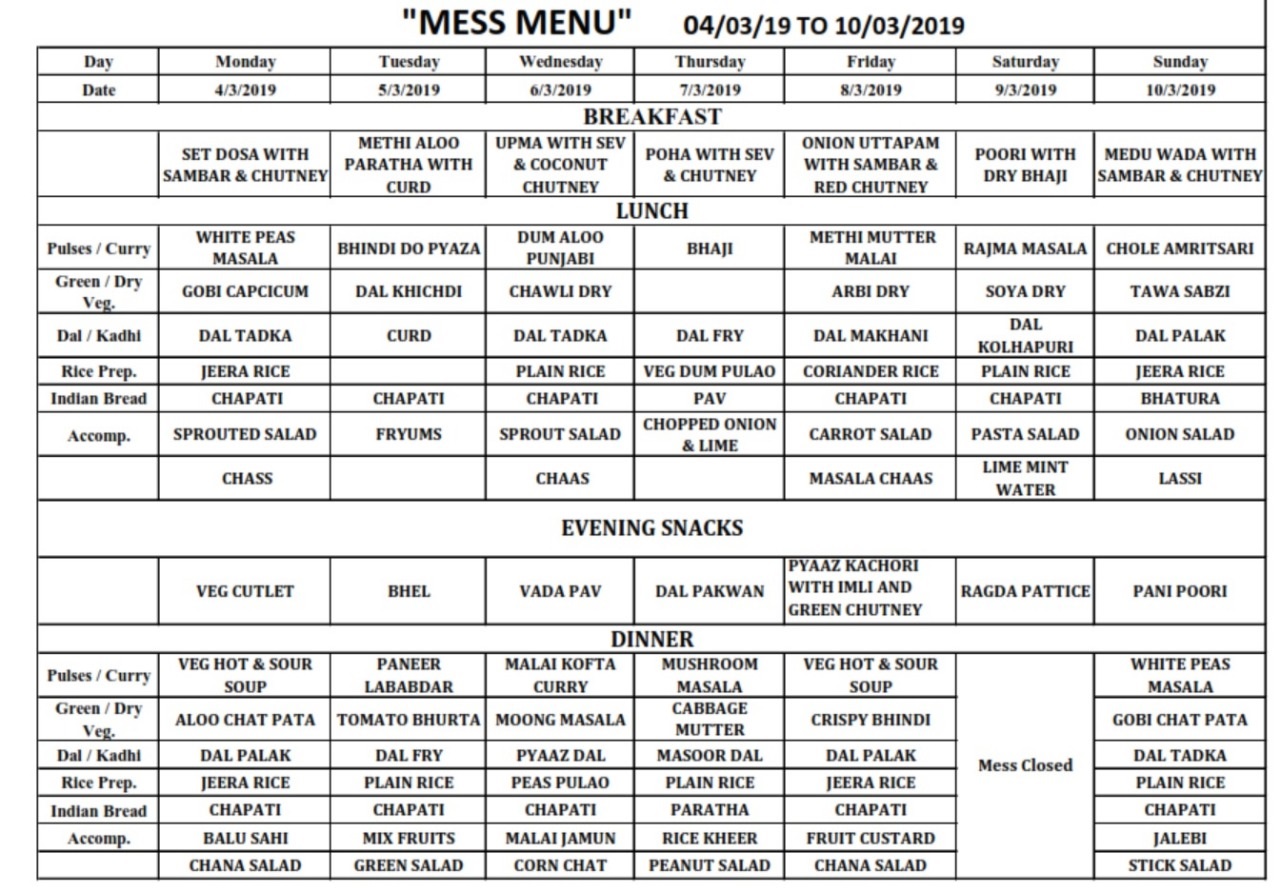 "MESS MENU" 04/03/19 TO 10/03/2019
Day Monday Tuesday Wednesday Thursday Friday Saturday Sunday
Date 4/3/2019 5/3/2019 6/3/2019 7/3/2019 8/3/2019 9/3/2019 10/3/2019
BREAKFAST
SET DOSA WITH SAMBAR & CHUTNEY METHI ALOO PARATHA WITH CURD UPMA WITH SEV & COCONUT CHUTNEY POHA WITH SEV & CHUTNEY ONION UTTAPAM WITH SAMBAR & RED CHUTNEY POORI WITH DRY BHAJI MEDU WADA WITH SAMBAR & CHUTNEY
LUNCH
Pulses / Curry WHITE PEAS MASALA BHINDI DO PYAZA DUM ALOO PUNJABI BHAJI METHI MUTTER MALAI RAJMA MASALA CHOLE AMRITSARI
Green / Dry Veg. GOBI CAPCICUM DAL KHICHDI CHAWLI DRY ARBI DRY SOYA DRY TAWA SABZI
Dal / Kadhi DAL TADKA CURD DAL TADKA DAL FRY DAL MAKHANI DAL KOLHAPURI DAL PALAK
Rice Prep. JEERA RICE PLAIN RICE VEG DUM PULAO CORIANDER RICE PLAIN RICE JEERA RICE
Indian Bread CHAPATI CHAPATI CHAPATI PAV CHAPATI CHAPATI BHATURA
Accomp. SPROUTED SALAD FRYUMS SPROUT SALAD CHOPPED ONION & LIME CARROT SALAD PASTA SALAD ONION SALAD
CHASS CHAAS MASALA CHAAS LIME MINT WATER LASSI
EVENING SNACKS
VEG CUTLET BHEL VADA PAV DAL PAKWAN PYAAZ KACHORI WITH IMLI AND GREEN CHUTNEY RAGDA PATTICE PANI POORI
DINNER
Pulses / Curry VEG HOT & SOUR SOUP PANEER LABABDAR MALAI KOFTA CURRY MUSHROOM MASALA VEG HOT & SOUR SOUP WHITE PEAS MASALA
Green / Dry Veg. ALOO CHAT PATA TOMATO BHURTA MOONG MASALA CABBAGE MUTTER CRISPY BHINDI GOBI CHAT PATA
Dal / Kadhi DAL PALAK DAL FRY PYAAZ DAL MASOOR DAL DAL PALAK Mess Closed DAL TADKA
Rice Prep. JEERA RICE PLAIN RICE PEAS PULAO PLAIN RICE JEERA RICE PLAIN RICE
Indian Bread CHAPATI CHAPATI CHAPATI PARATHA CHAPATI CHAPATI
Accomp. BALU SAHI MIX FRUITS MALAI JAMUN RICE KHEER FRUIT CUSTARD JALEBI
CHANA SALAD GREEN SALAD CORN CHAT PEANUT SALAD CHANA SALAD STICK SALAD